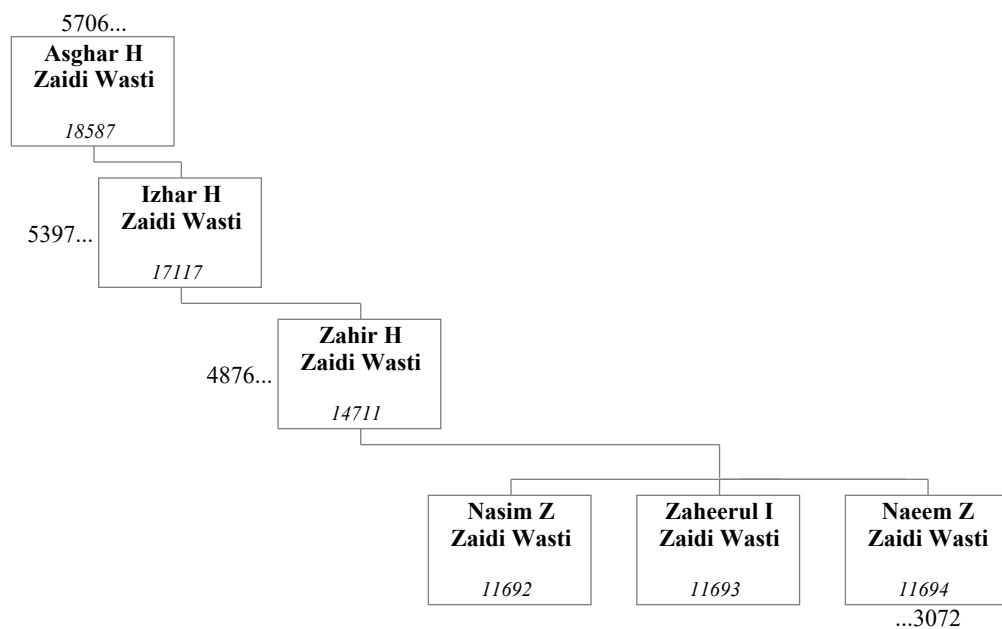 5706...
Asghar H
Zaidi Wasti
18587
Izhar H
Zaidi Wasti
5397...
17117
Zahir H
Zaidi Wasti
4876...
14711
Nasim Z
Zaidi Wasti
11692
Zaheerul I
Zaidi Wasti
11693
Naeem Z
Zaidi Wasti
11694
...3072